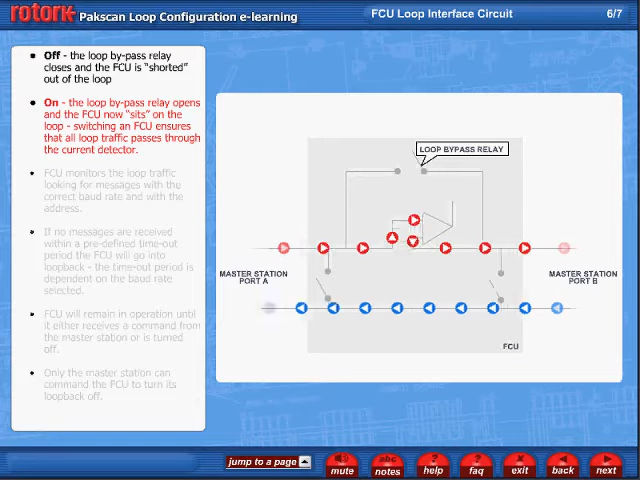 rotork Pakscan Loop Configuration e-learning
FCU Loop Interface Circuit
6/7
• Off - the loop by-pass relay
closes and the FCU is “shorted”
out of the loop
• On - the loop by-pass relay opens
and the FCU now “sits” on the
loop - switching an FCU ensures
that all loop traffic passes through
the current detector.
• FCU monitors the loop traffic
looking for messages with the
correct baud rate and with the
address.
• If no messages are received
within a pre-defined time-out
period the FCU will go into
loopback - the time-out period is
dependent on the baud rate
selected.
• FCU will remain in operation until
it either receives a command from
the master station or is turned
off.
• Only the master station can
command the FCU to turn its
loopback off.
LOOP BYPASS RELAY
MASTER STATION
PORT A
MASTER STATION
PORT B
FCU
jump to a page
mute
abc
notes
?
help
?
faq
x
exit
back
next